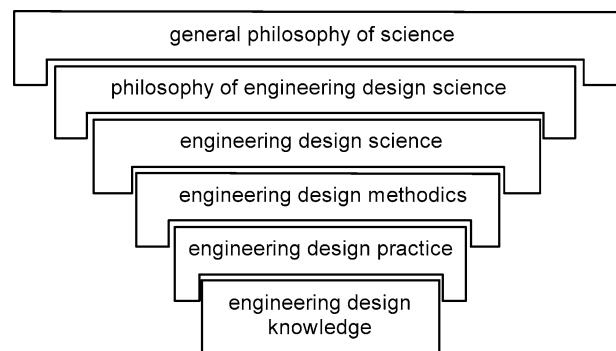 general philosophy of science
philosophy of engineering design science
engineering design science
engineering design methodics
engineering design practice
engineering design
knowledge